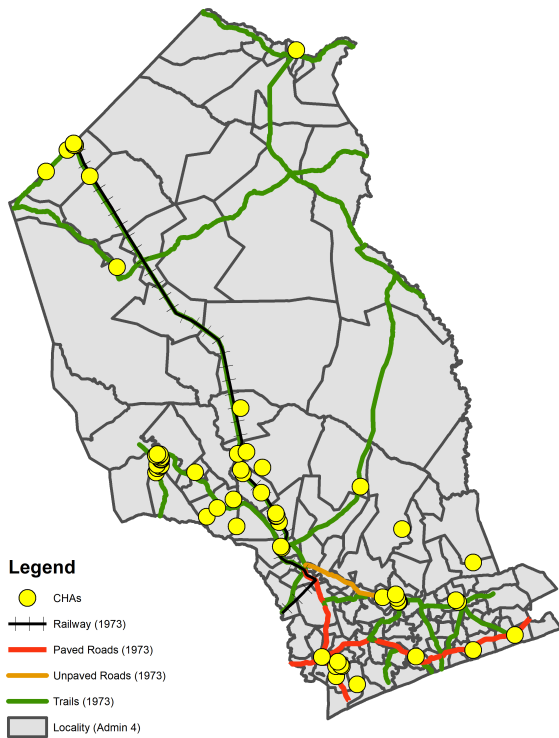 Legend
CHAs
Railway (1973)
Paved Roads (1973)
Unpaved Roads (1973)
Trails (1973)
Locality (Admin 4)